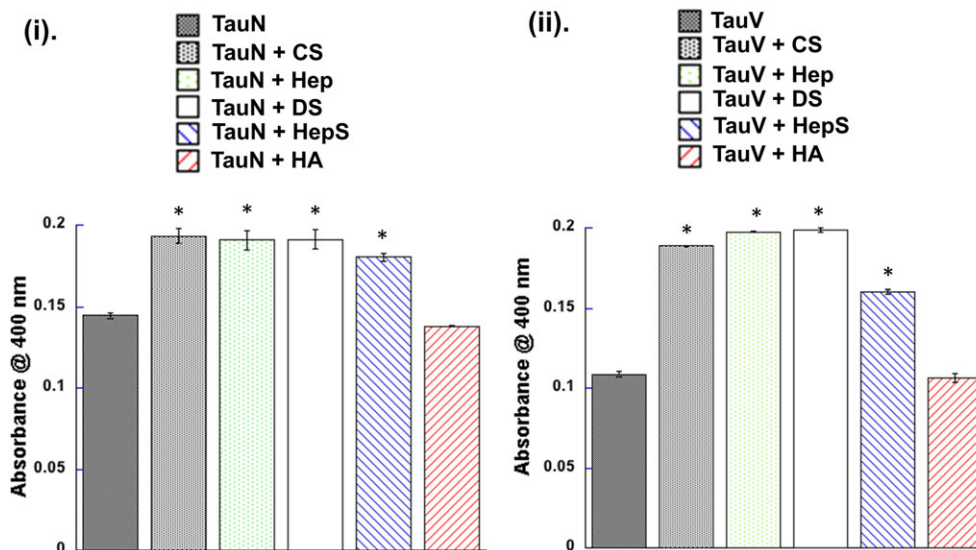 (i).
TauN
TauN + CS
TauN + Hep
TauN + DS
TauN + HepS
TauN + HA
Absorbance @ 400 nm
0.2
0.15
0.1
0.05
0
*
*
*
*
(ii).
TauV
TauV + CS
TauV + Hep
TauV + DS
TauV + HepS
TauV + HA
Absorbance @ 400 nm
0.2
0.15
0.1
0.05
0
*
*
*
*